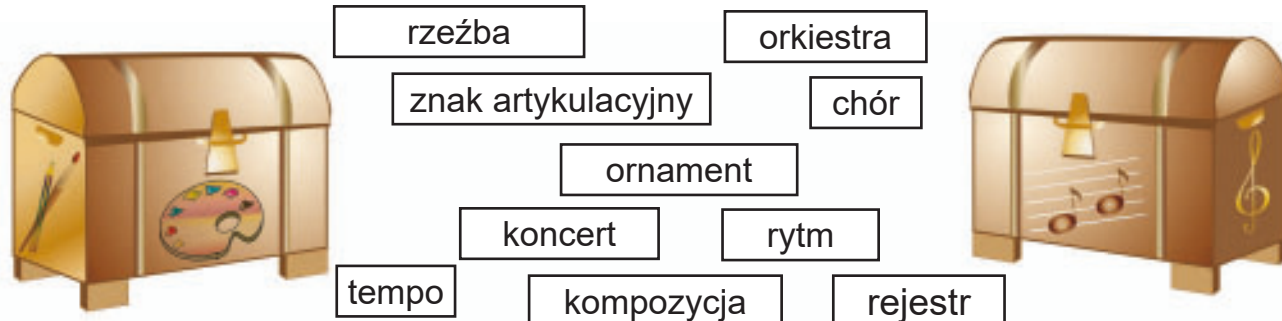 rzeźba
orkiestra
znak artykulacyjny
chór
ornament
koncert
rytm
tempo
kompozycja
rejestr